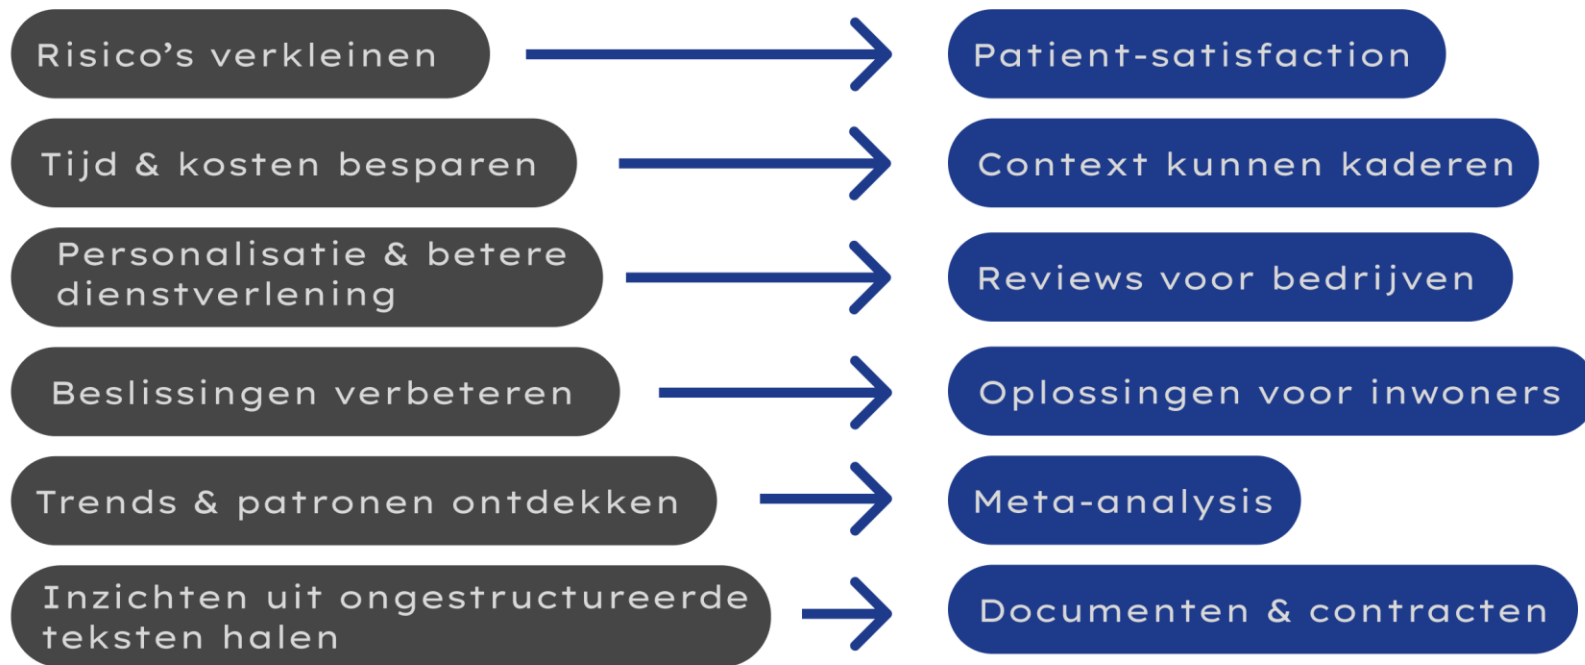 Risico’s verkleinen
Patient-satisfaction
Tijd & kosten besparen
Context kunnen kaderen
Personalisatie & betere
dienstverlening
Reviews voor bedrijven
Beslissingen verbeteren
Oplossingen voor inwoners
Trends & patronen ontdekken
Meta-analysis
Inzichten uit ongestructureerde
teksten halen
Documenten & contracten